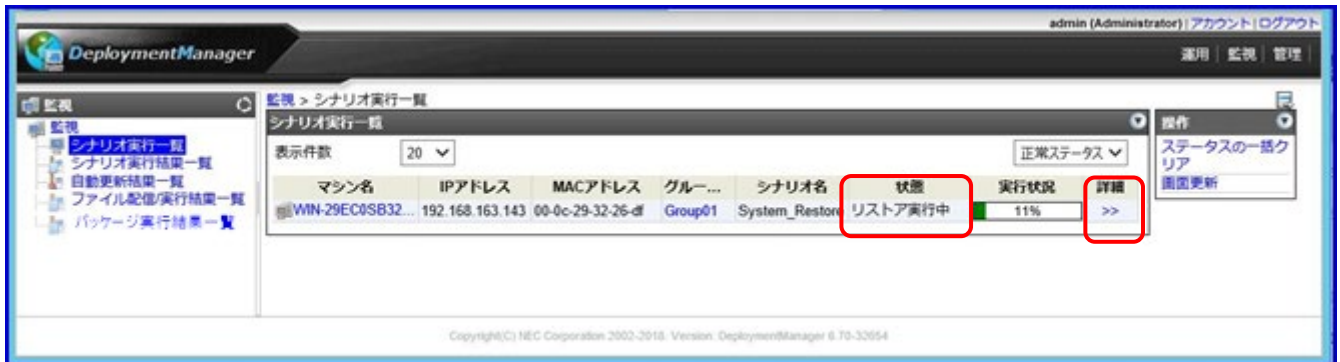 admin (Administrator) | アカウント | ログアウト
DeploymentManager
運用 | 監視 | 管理
監視
監視 > シナリオ実行一覧
監視
シナリオ実行一覧
シナリオ実行結果一覧
自動更新結果一覧
ファイル配信/実行結果一覧
パッケージ実行結果一覧
シナリオ実行一覧
表示件数 20 正常ステータス
マシン名 IPアドレス MACアドレス グルー... シナリオ名 状態 実行状況 詳細
WIN-29EC0SB32... 192.168.163.143 00-0c-29-32-26-df Group01 System_Restore リストア実行中 11% >>
操作
ステータスの一括ク
リア
画面更新
Copyright(C) NEC Corporation 2002-2018. Version: DeploymentManager 6.70-32654